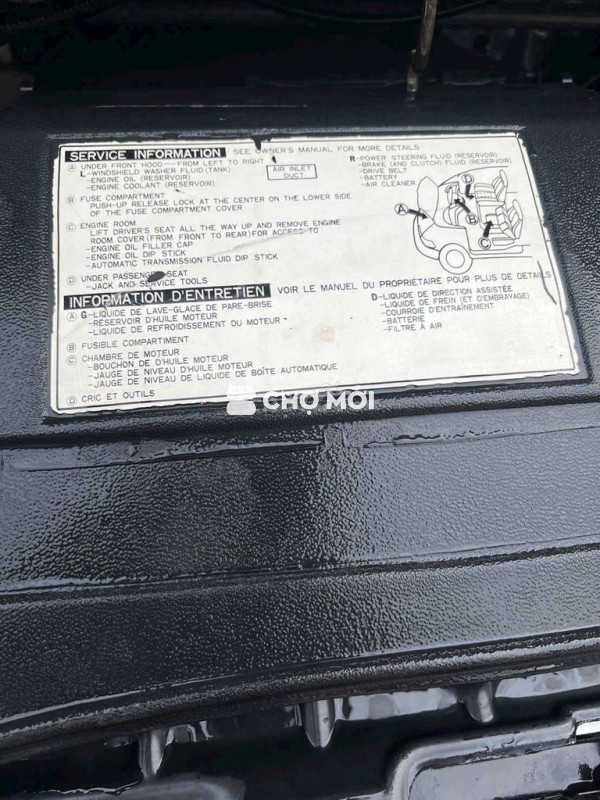 SERVICE INFORMATION SEE OWNER'S MANUAL FOR MORE DETAILS
A UNDER FRONT HOOD—FROM LEFT TO RIGHT
L-WINDSHIELD WASHER FLUID (TANK)
-ENGINE OIL (RESERVOIR)
-ENGINE COOLANT (RESERVOIR)
AIR INLET
DUCT
R-POWER STEERING FLUID (RESERVOIR)
-BRAKE (AND CLUTCH) FLUID (RESERVOIR)
-DRIVE BELT
-BATTERY
-AIR CLEANER
B FUSE COMPARTMENT
PUSH-UP RELEASE LOCK AT THE CENTER ON THE LOWER SIDE
OF THE FUSE COMPARTMENT COVER
C ENGINE ROOM
LIFT DRIVER'S SEAT ALL THE WAY UP AND REMOVE ENGINE
ROOM COVER (FROM FRONT TO REAR) FOR ACCESS TO
-ENGINE OIL FILLER CAP
-ENGINE OIL DIP STICK
-AUTOMATIC TRANSMISSION FLUID DIP STICK
D UNDER PASSENGER SEAT
-JACK AND SERVICE TOOLS
A
B
C
D
INFORMATION D'ENTRETIEN VOIR LE MANUEL DU PROPRIÉTAIRE POUR PLUS DE DETAILS
A G-LIQUIDE DE LAVE-GLACE DE PARE-BRISE
-RÉSERVOIR D'HUILE MOTEUR
-LIQUIDE DE REFROIDISSEMENT DU MOTEUR
D-LIQUIDE DE DIRECTION ASSISTÉE
-LIQUIDE DE FREIN (ET D'EMBRAYAGE)
-COURROIE D'ENTRAÎNEMENT
-BATTERIE
-FILTRE À AIR
B FUSIBLE COMPARTIMENT
C CHAMBRE DE MOTEUR
-BOUCHON D'HUILE MOTEUR
-JAUGE DE NIVEAU D'HUILE MOTEUR
-JAUGE DE NIVEAU DE LIQUIDE DE BOÎTE AUTOMATIQUE
D CRIC ET OUTILS
CHỢ MỚI